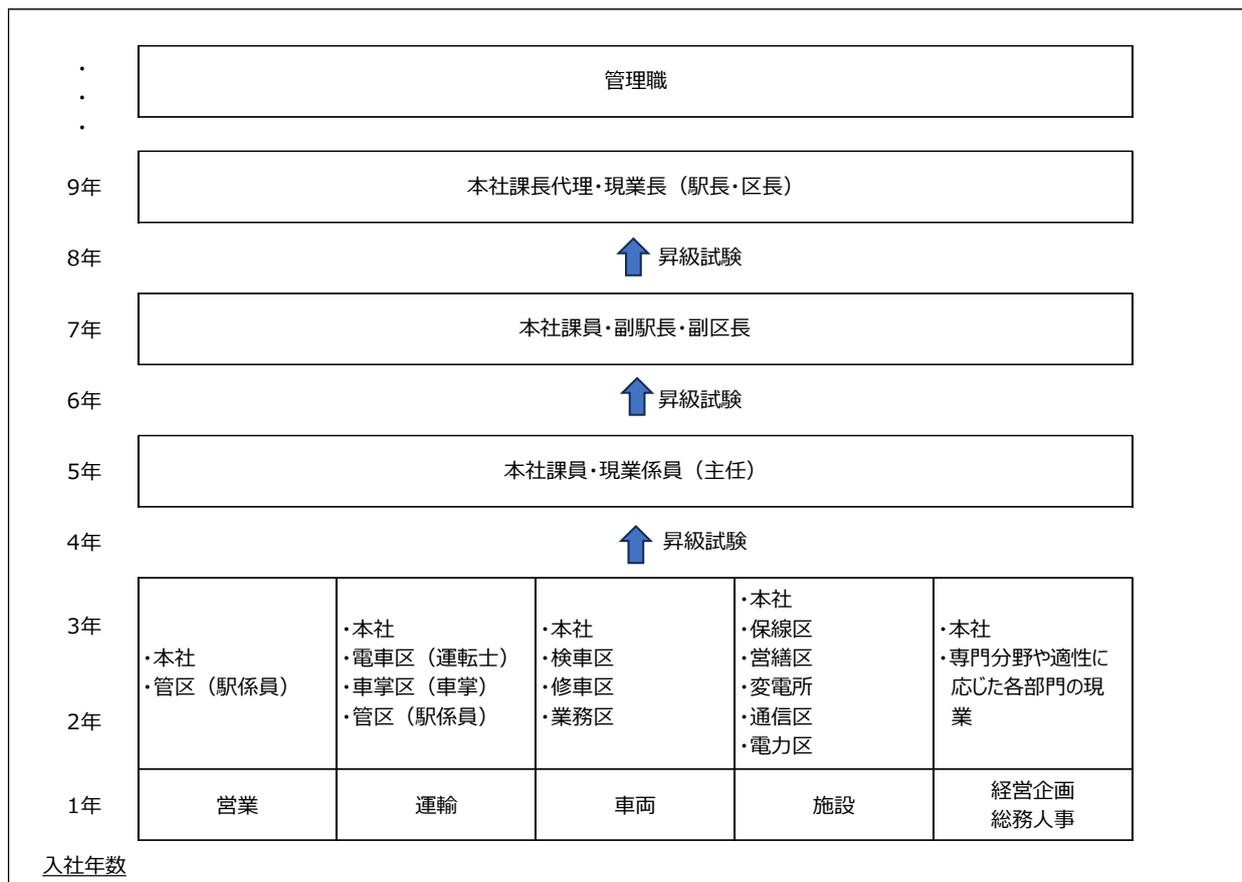 ・
・
・
管理職
9年
本社課長代理・現業長（駅長・区長）
8年
昇級試験
7年
本社課員・副駅長・副区長
6年
昇級試験
5年
本社課員・現業係員（主任）
4年
昇級試験
3年
2年
・本社
・管区（駅係員）
・本社
・電車区（運転士）
・車掌区（車掌）
・管区（駅係員）
・本社
・検車区
・修車区
・業務区
・本社
・保線区
・営繕区
・変電所
・通信区
・電力区
・本社
・専門分野や適性に
応じた各部門の現
業
1年
営業
運輸
車両
施設
経営企画
総務人事
入社年数